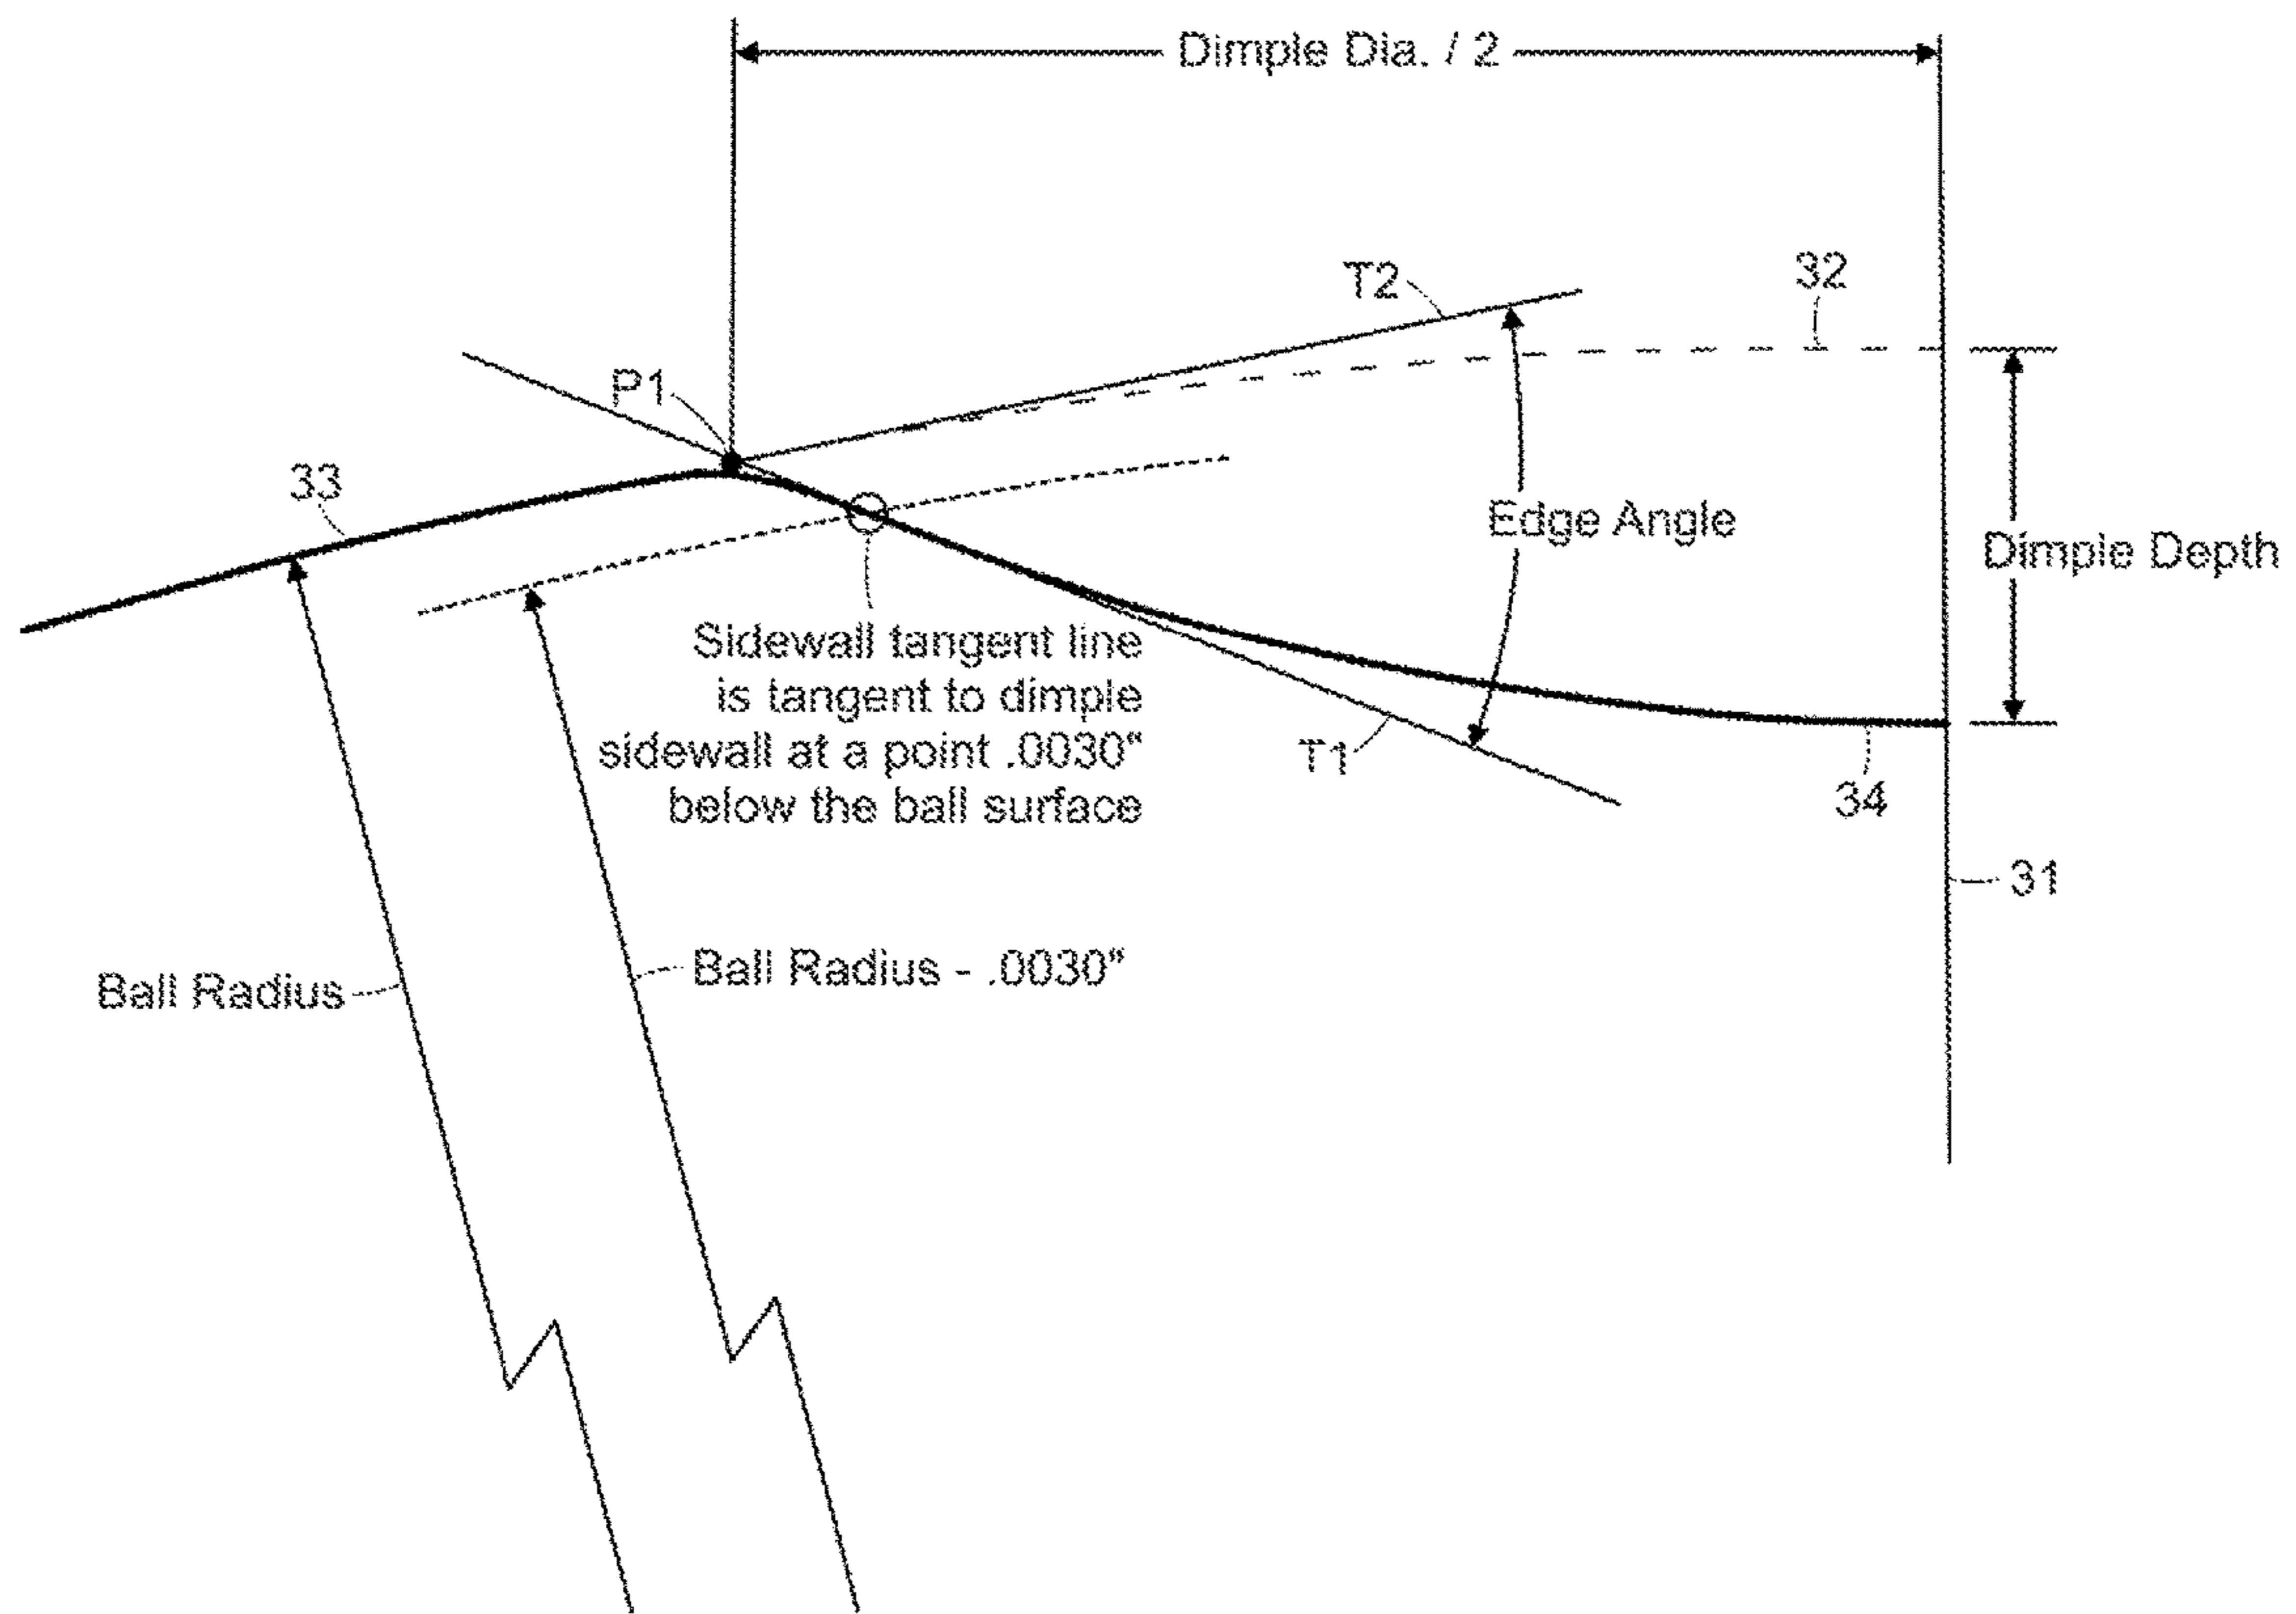 Dimple Dia. / 2
T2
32
P1
33
Edge Angle
Dimple Depth
Sidewall tangent line
is tangent to dimple
sidewall at a point .0030"
below the ball surface
T1
34
31
Ball Radius
Ball Radius - .0030"